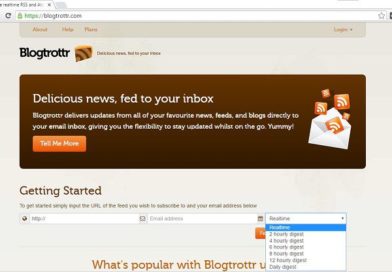 https://blogtrottr.com
About Help Plans Login
Blogtrottr Delicious news, fed to your inbox
Delicious news, fed to your inbox
Blogtrottr delivers updates from all of your favourite news, feeds, and blogs directly to
your email inbox, giving you the flexibility to stay updated whilst on the go. Yummy!
Tell Me More
Getting Started
To get started simply input the URL of the feed you wish to subscribe to and your email address below
http:// Email address Realtime
Realtime
2 hourly digest
4 hourly digest
6 hourly digest
8 hourly digest
12 hourly digest
Daily digest
What's popular with Blogtrottr u